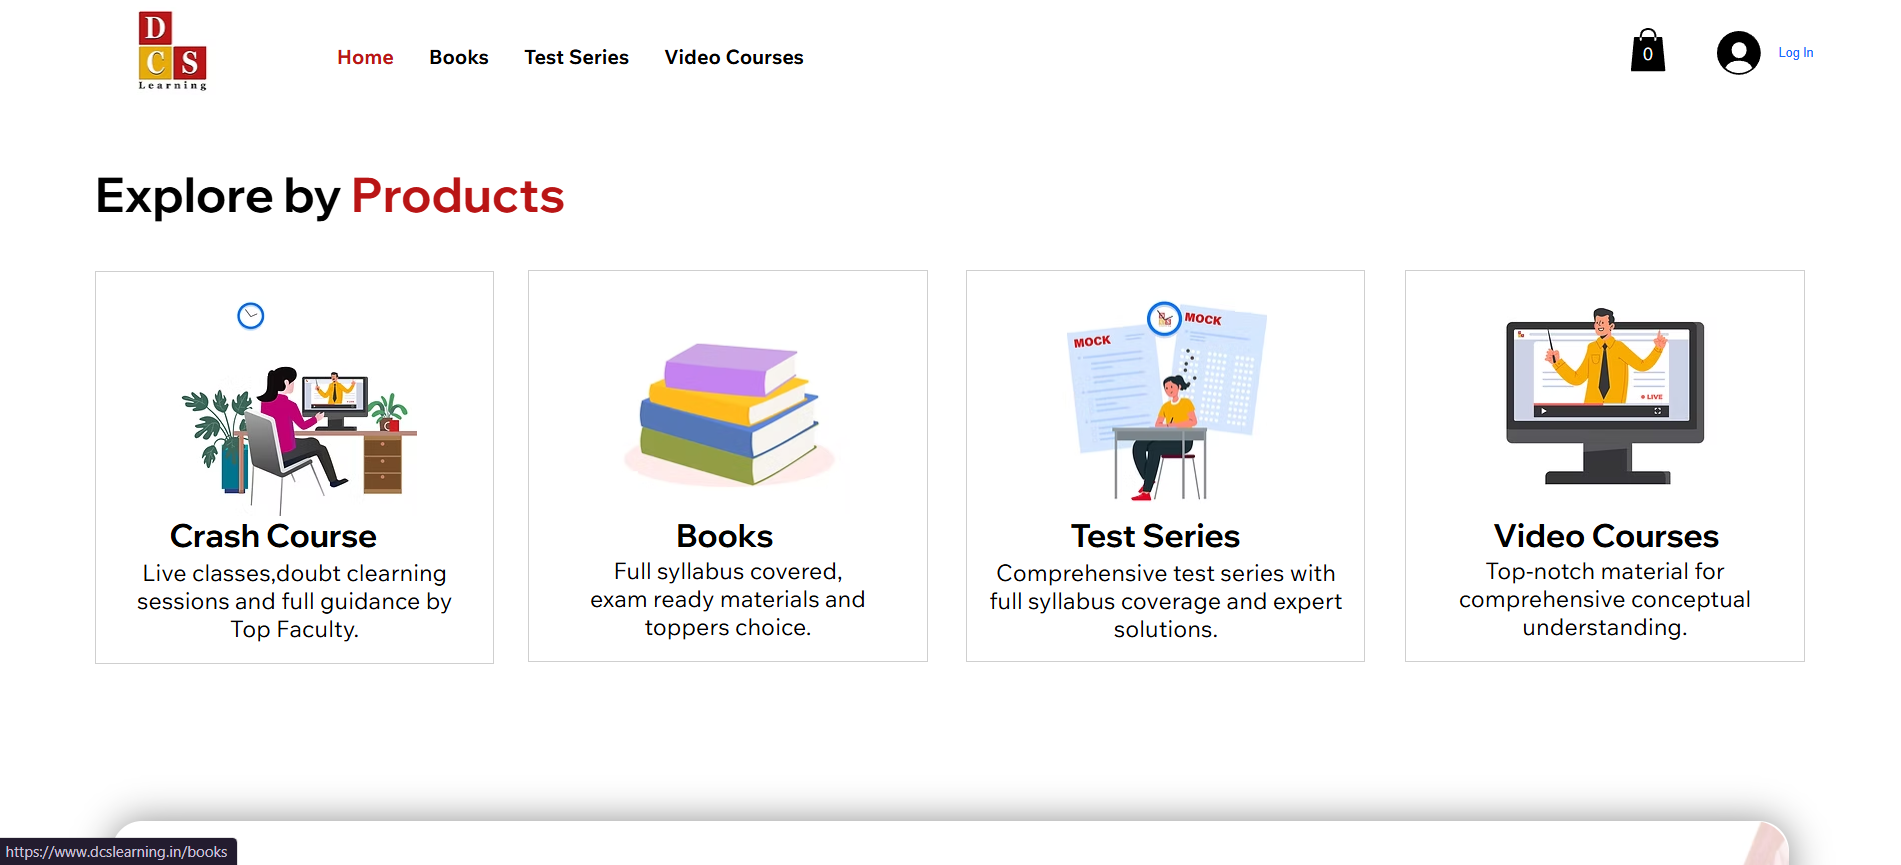 D
C S
Learning
Home Books Test Series Video Courses
0
Log In
Explore by Products
MOCK
MOCK
LIVE
Crash Course
Live classes,doubt clearning
sessions and full guidance by
Top Faculty.
Books
Full syllabus covered,
exam ready materials and
toppers choice.
Test Series
Comprehensive test series with
full syllabus coverage and expert
solutions.
Video Courses
Top-notch material for
comprehensive conceptual
understanding.
https://www.dcslearning.in/books